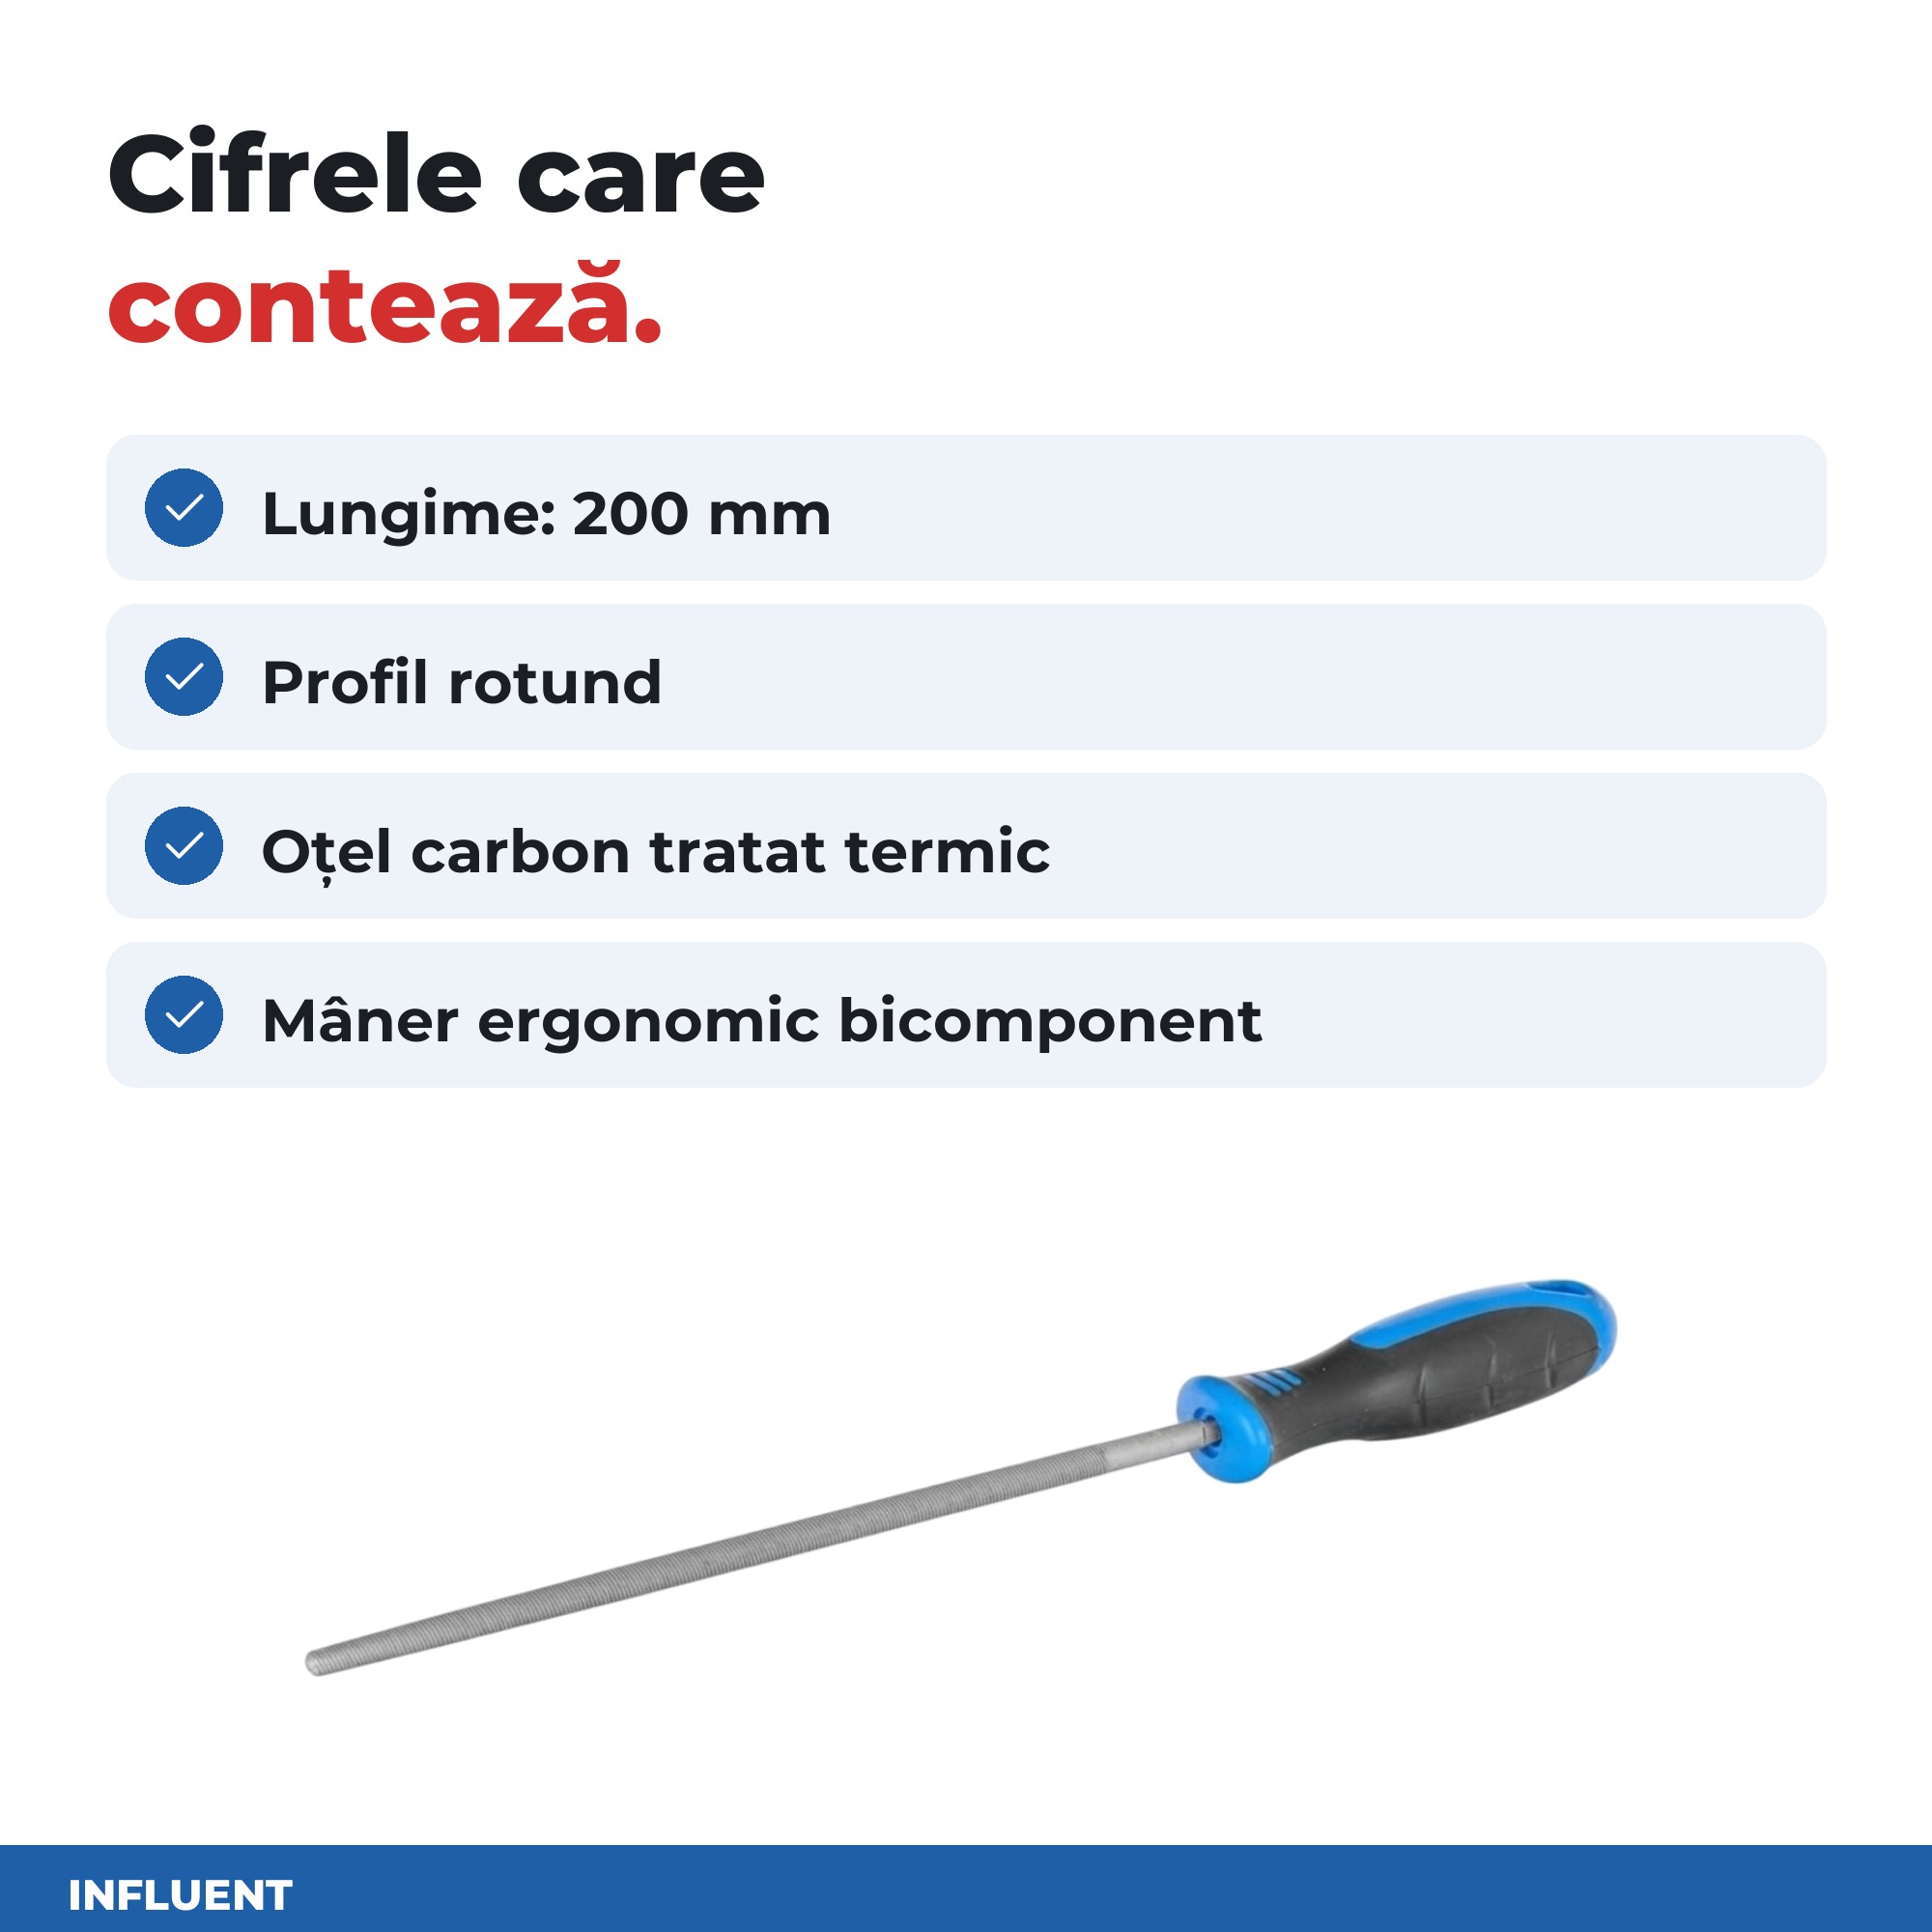 Cifrele care
contează.
Lungime: 200 mm
Profil rotund
Oțel carbon tratat termic
Mâner ergonomic bicomponent
INFLUENT